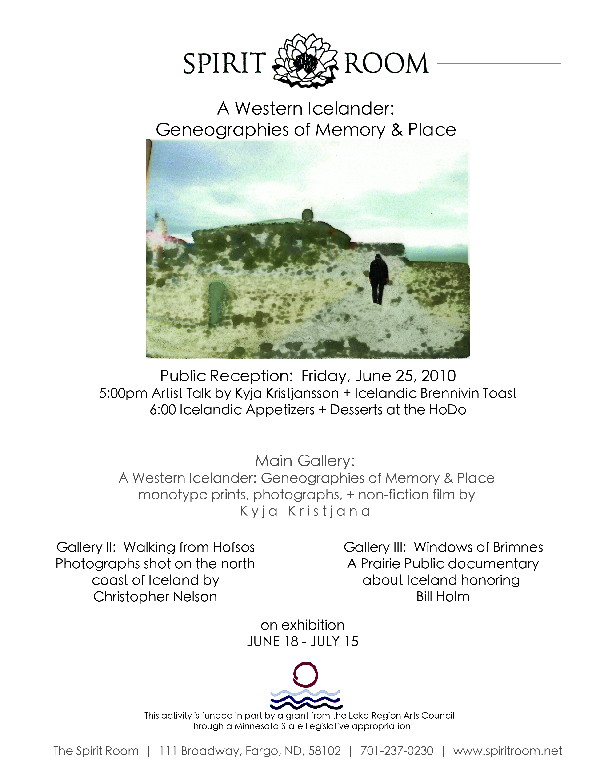 SPIRIT ROOM
A Western Icelander:
Geneographies of Memory & Place
Public Reception: Friday, June 25, 2010
5:00pm Artist Talk by Kyja Kristjansson + Icelandic Brennivin Toast
6:00 Icelandic Appetizers + Desserts at the HoDo
Main Gallery:
A Western Icelander: Geneographies of Memory & Place
monotype prints, photographs, + non-fiction film by
Kyja Kristjana
Gallery II: Walking from Hofsos
Photographs shot on the north
coast of Iceland by
Christopher Nelson
Gallery III: Windows of Brimnes
A Prairie Public documentary
about Iceland honoring
Bill Holm
on exhibition
JUNE 18 - JULY 15
This activity is funded in part by a grant from the Lake Region Arts Council
through a Minnesota State Legislative appropriation
The Spirit Room | 111 Broadway, Fargo, ND, 58102 | 701-237-0230 | www.spiritroom.net